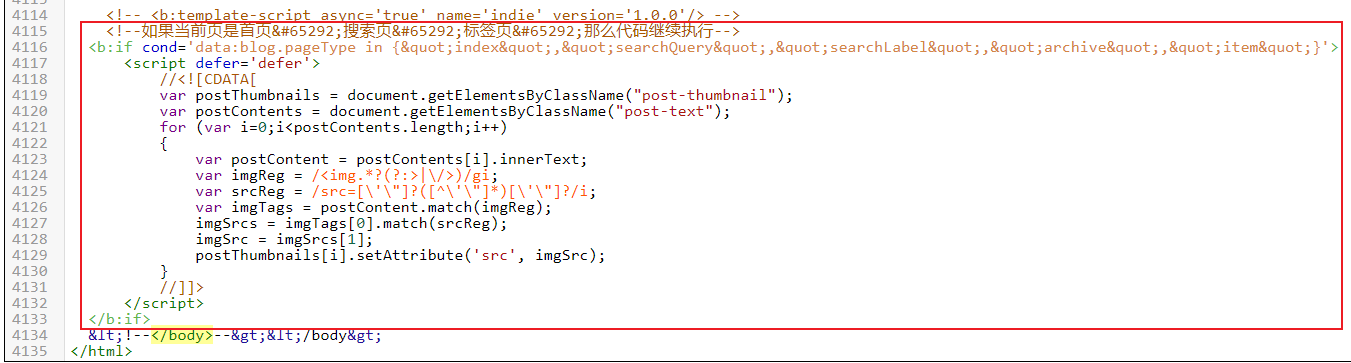 4113
4114 <!-- <b:template-script async='true' name='indie' version='1.0.0'/> -->
4115 <!--如果当前页是首页&#65292;搜索页&#65292;标签页&#65292;那么代码继续执行-->
4116 <b:if cond='data:blog.pageType in {&quot;index&quot;,&quot;searchQuery&quot;,&quot;searchLabel&quot;,&quot;archive&quot;,&quot;item&quot;}'>
4117 <script defer='defer'>
4118 //<![CDATA[
4119 var postThumbnails = document.getElementsByClassName("post-thumbnail");
4120 var postContents = document.getElementsByClassName("post-text");
4121 for (var i=0;i<postContents.length;i++)
4122 {
4123 var postContent = postContents[i].innerText;
4124 var imgReg = /<img.*?(?:>|\/>)/gi;
4125 var srcReg = /src=[\'\"]?([^\'\"]*)[\'\"]?/i;
4126 var imgTags = postContent.match(imgReg);
4127 imgSrcs = imgTags[0].match(srcReg);
4128 imgSrc = imgSrcs[1];
4129 postThumbnails[i].setAttribute('src', imgSrc);
4130 }
4131 //]]>
4132 </script>
4133 </b:if>
4134 &lt;!--</body>--&gt;&lt;/body&gt;
4135 </html>